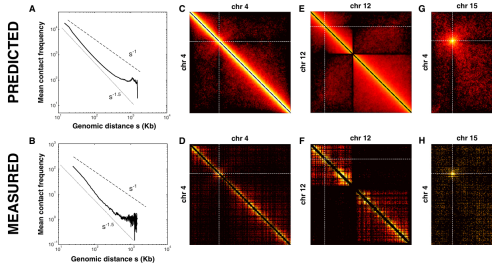 PREDICTED
A
Mean contact frequency
s-1
s-1.5
Genomic distance s (Kb)
C
chr 4
chr 4
E
chr 12
chr 12
G
chr 15
chr 4
MEASURED
B
Mean contact frequency
s-1
s-1.5
Genomic distance s (Kb)
D
chr 4
chr 4
F
chr 12
chr 12
H
chr 15
chr 4